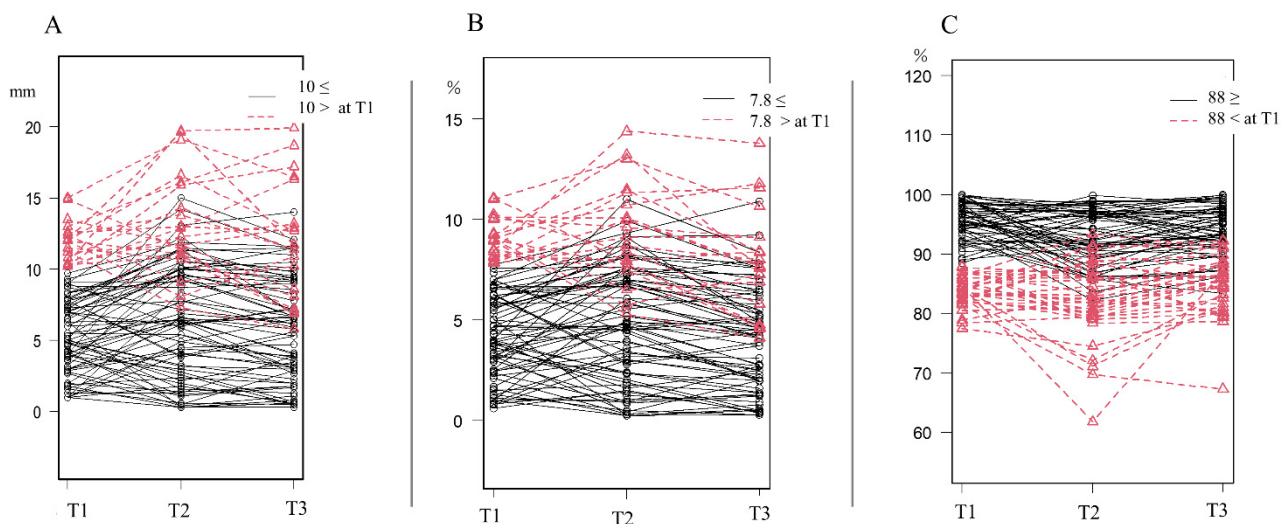 A
mm
10 ≤
10 > at T1
20
15
10
5
0
T1 T2 T3
B
%
7.8 ≤
7.8 > at T1
15
10
5
0
T1 T2 T3
C
%
88 ≥
88 < at T1
120
110
100
90
80
70
60
T1 T2 T3